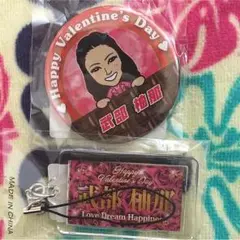 Happy Valentine's Day
武部 柚那
Happy
Valentine's Day
武部 柚那
Love Dream Happiness
MADE IN CHINA